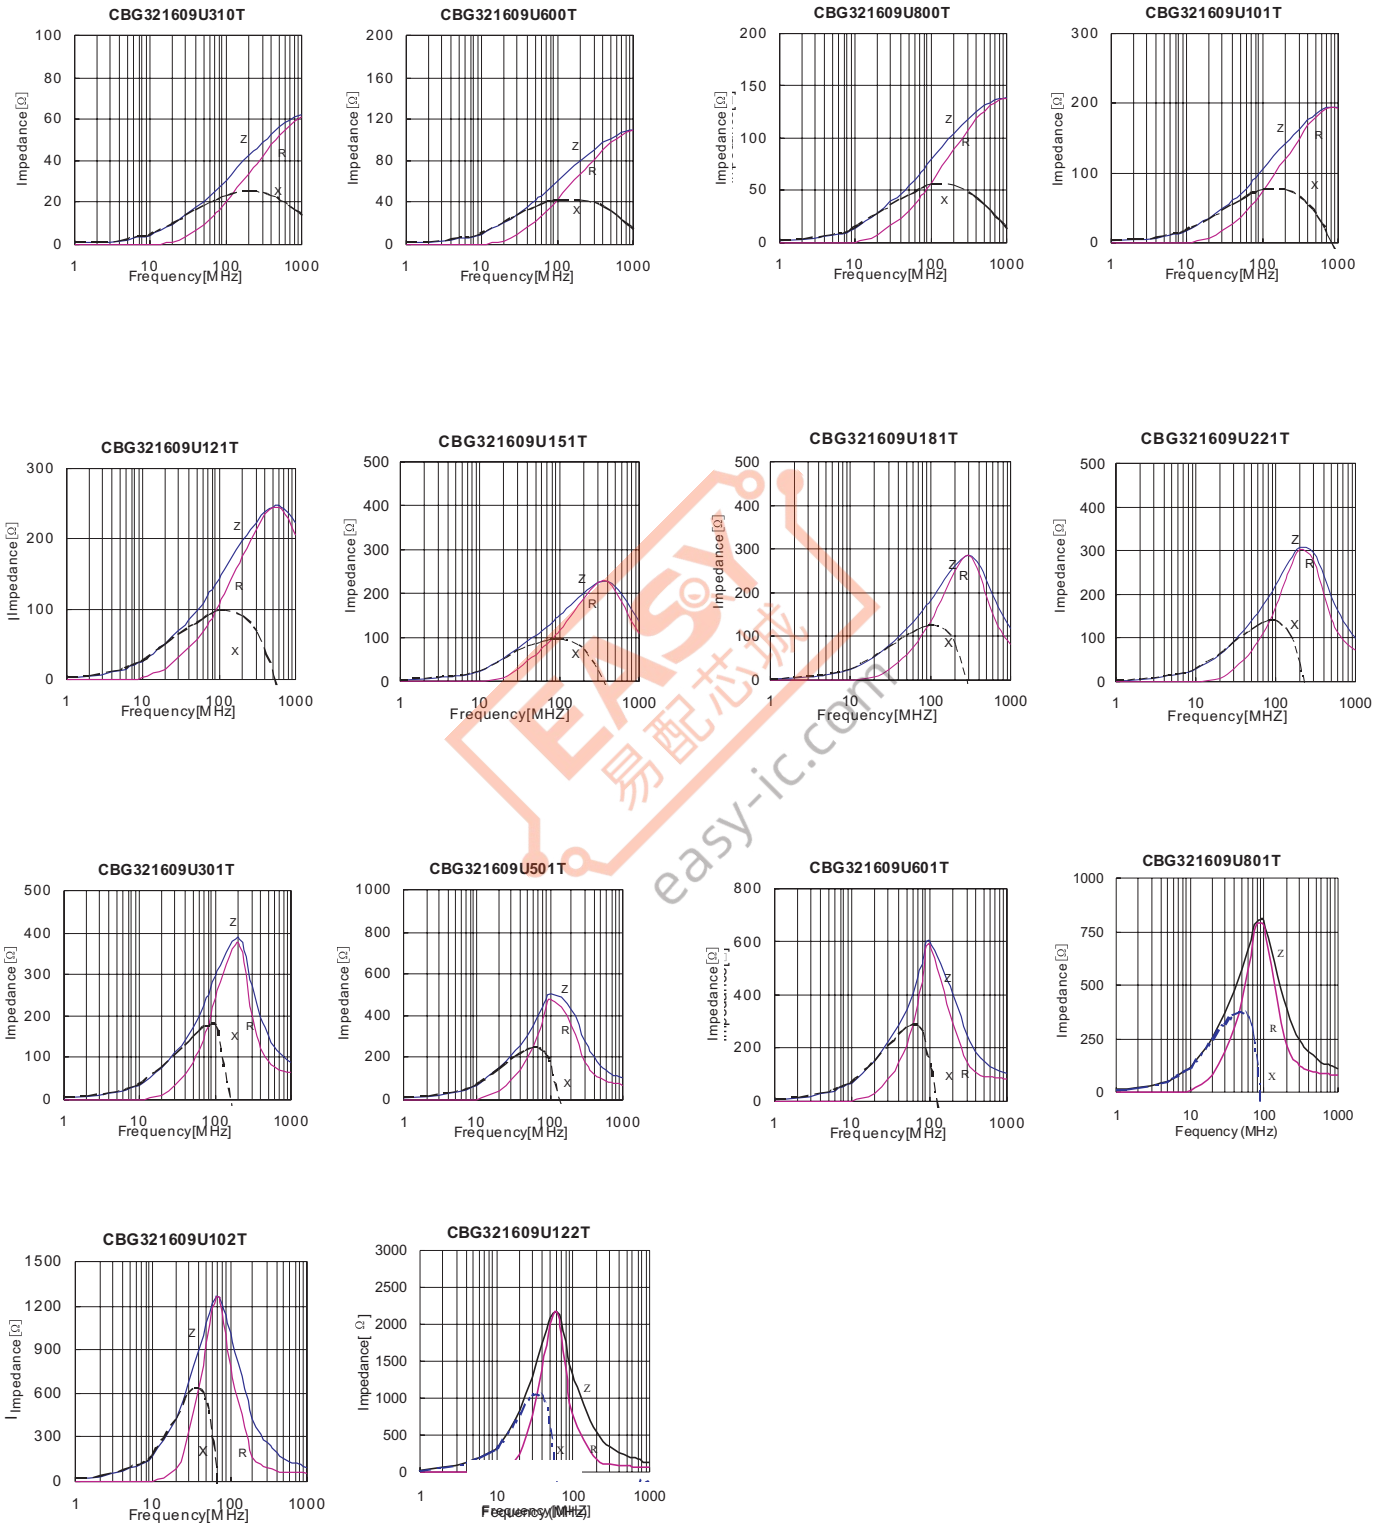 CBG321609U310T
Impedance[Ω]
100
80
60
40
20
0
Z
R
X
1 10 100 1000
Frequency[MHz]
CBG321609U600T
Impedance[Ω]
200
160
120
80
40
0
Z
R
X
1 10 100 1000
Frequency[MHz]
CBG321609U800T
Impedance[Ω]
200
150
100
50
0
Z
R
X
1 10 100 1000
Frequency[MHz]
CBG321609U101T
Impedance[Ω]
300
200
100
0
Z
R
X
1 10 100 1000
Frequency[MHz]
CBG321609U121T
Impedance[Ω]
300
200
100
0
Z
R
X
1 10 100 1000
Frequency[MHZ]
CBG321609U151T
Impedance[Ω]
500
400
300
200
100
0
Z
R
X
1 10 100 1000
Frequency[MHZ]
CBG321609U181T
Impedance[Ω]
500
400
300
200
100
0
Z
R
X
1 10 100 1000
Frequency[MHZ]
CBG321609U221T
Impedance[Ω]
500
400
300
200
100
0
Z
R
X
1 10 100 1000
Frequency[MHZ]
EASY
易配芯城
easy-ic.com
CBG321609U301T
Impedance[Ω]
500
400
300
200
100
0
Z
R
X
1 10 100 1000
Frequency[MHz]
CBG321609U501T
Impedance[Ω]
1000
800
600
400
200
0
Z
R
X
1 10 100 1000
Frequency[MHz]
CBG321609U601T
Impedance[Ω]
800
600
400
200
0
Z
X R
1 10 100 1000
Frequency[MHz]
CBG321609U801T
Impedance[Ω]
1000
750
500
250
0
Z
R
X
1 10 100 1000
Fequency(MHz)
CBG321609U102T
Impedance[Ω]
1500
1200
900
600
300
0
Z
X R
1 10 100 1000
Frequency[MHz]
CBG321609U122T
Impedance[ Ω ]
3000
2500
2000
1500
1000
500
0
Z
X R
1 10 100 1000